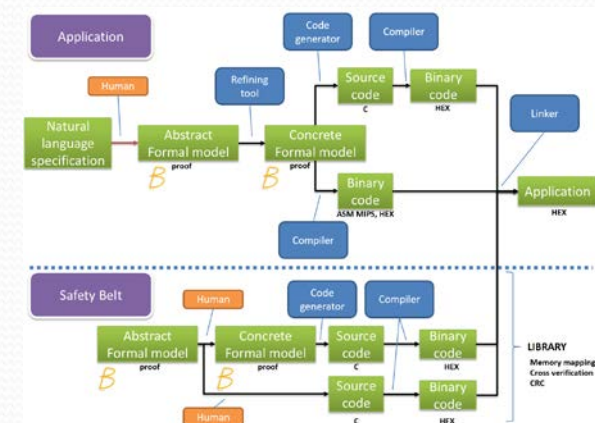 Application
Code
generator
Compiler
Human
Refining
tool
Source
code
C
Binary
code
HEX
Linker
Natural
language
specification
Abstract
Formal model
proof
B
Concrete
Formal model
proof
B
Binary
code
ASM MIPS, HEX
Application
HEX
Compiler
Safety Belt
Human
Code
generator
Compiler
Abstract
Formal model
proof
B
Concrete
Formal model
proof
B
Source
code
C
Binary
code
HEX
LIBRARY
Memory mapping
Cross verification
CRC
Human
Source
code
C
Binary
code
HEX